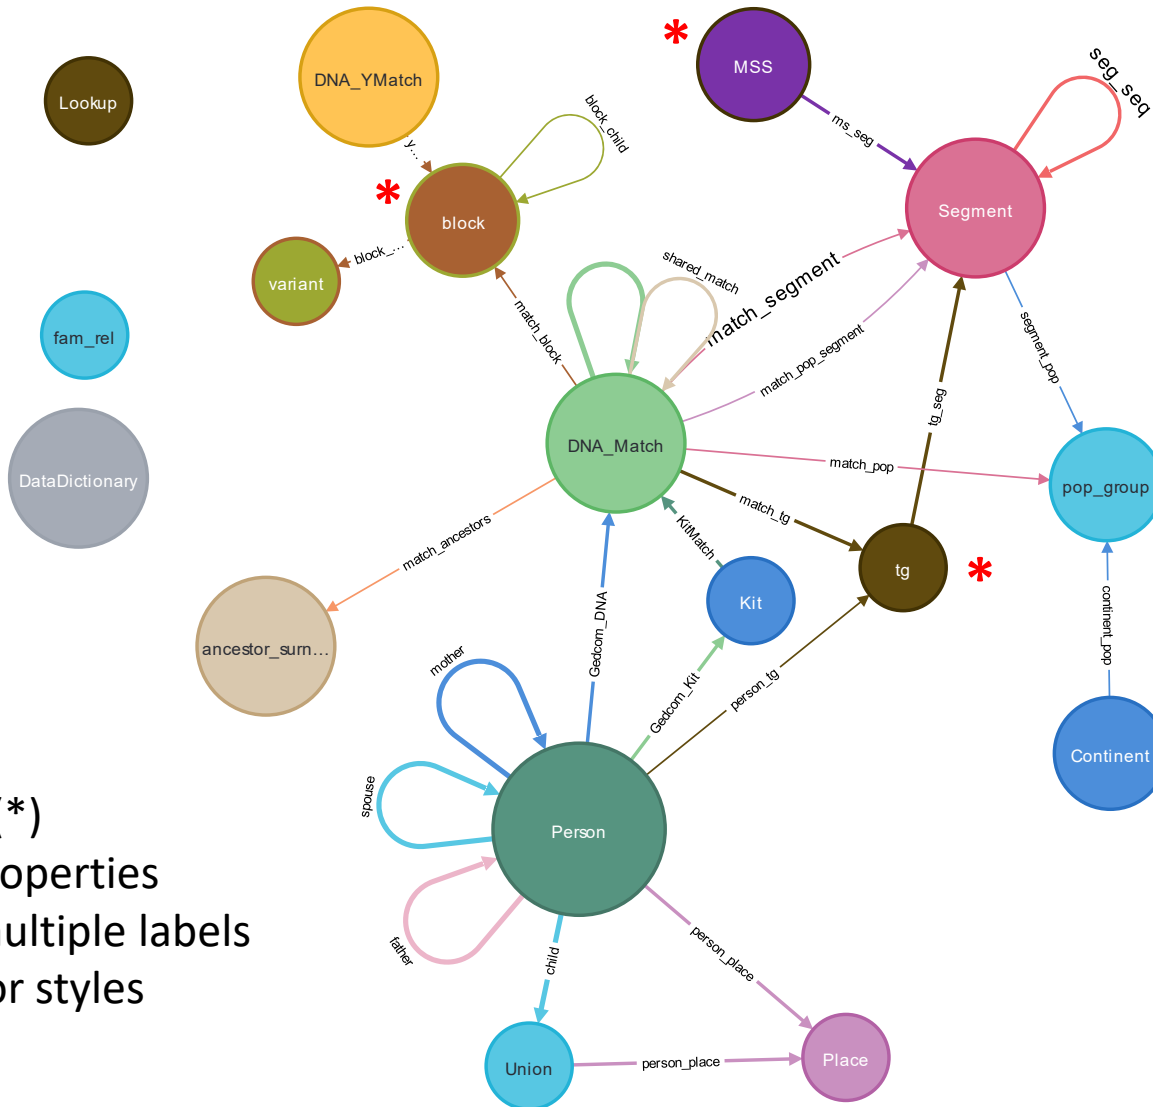 *
MSS
DNA_YMatch
Lookup
seg_seq
block_child
ms_seg
y...
*
block
Segment
block_...
variant
shared_match
match_segment
match_block
fam_rel
match_pop_segment
segment_pop
tg_seg
DNA_Match
DataDictionary
match_pop
pop_group
match_tg
KitMatch
match_ancestors
tg
*
Kit
continent_pop
Gedcom_DNA
ancestor_surn...
mother
Gedcom_Kit
person_tg
Continent
spouse
Person
(*)
operties
ultiple labels
or styles
father
child
person_place
Union
person_place
Place